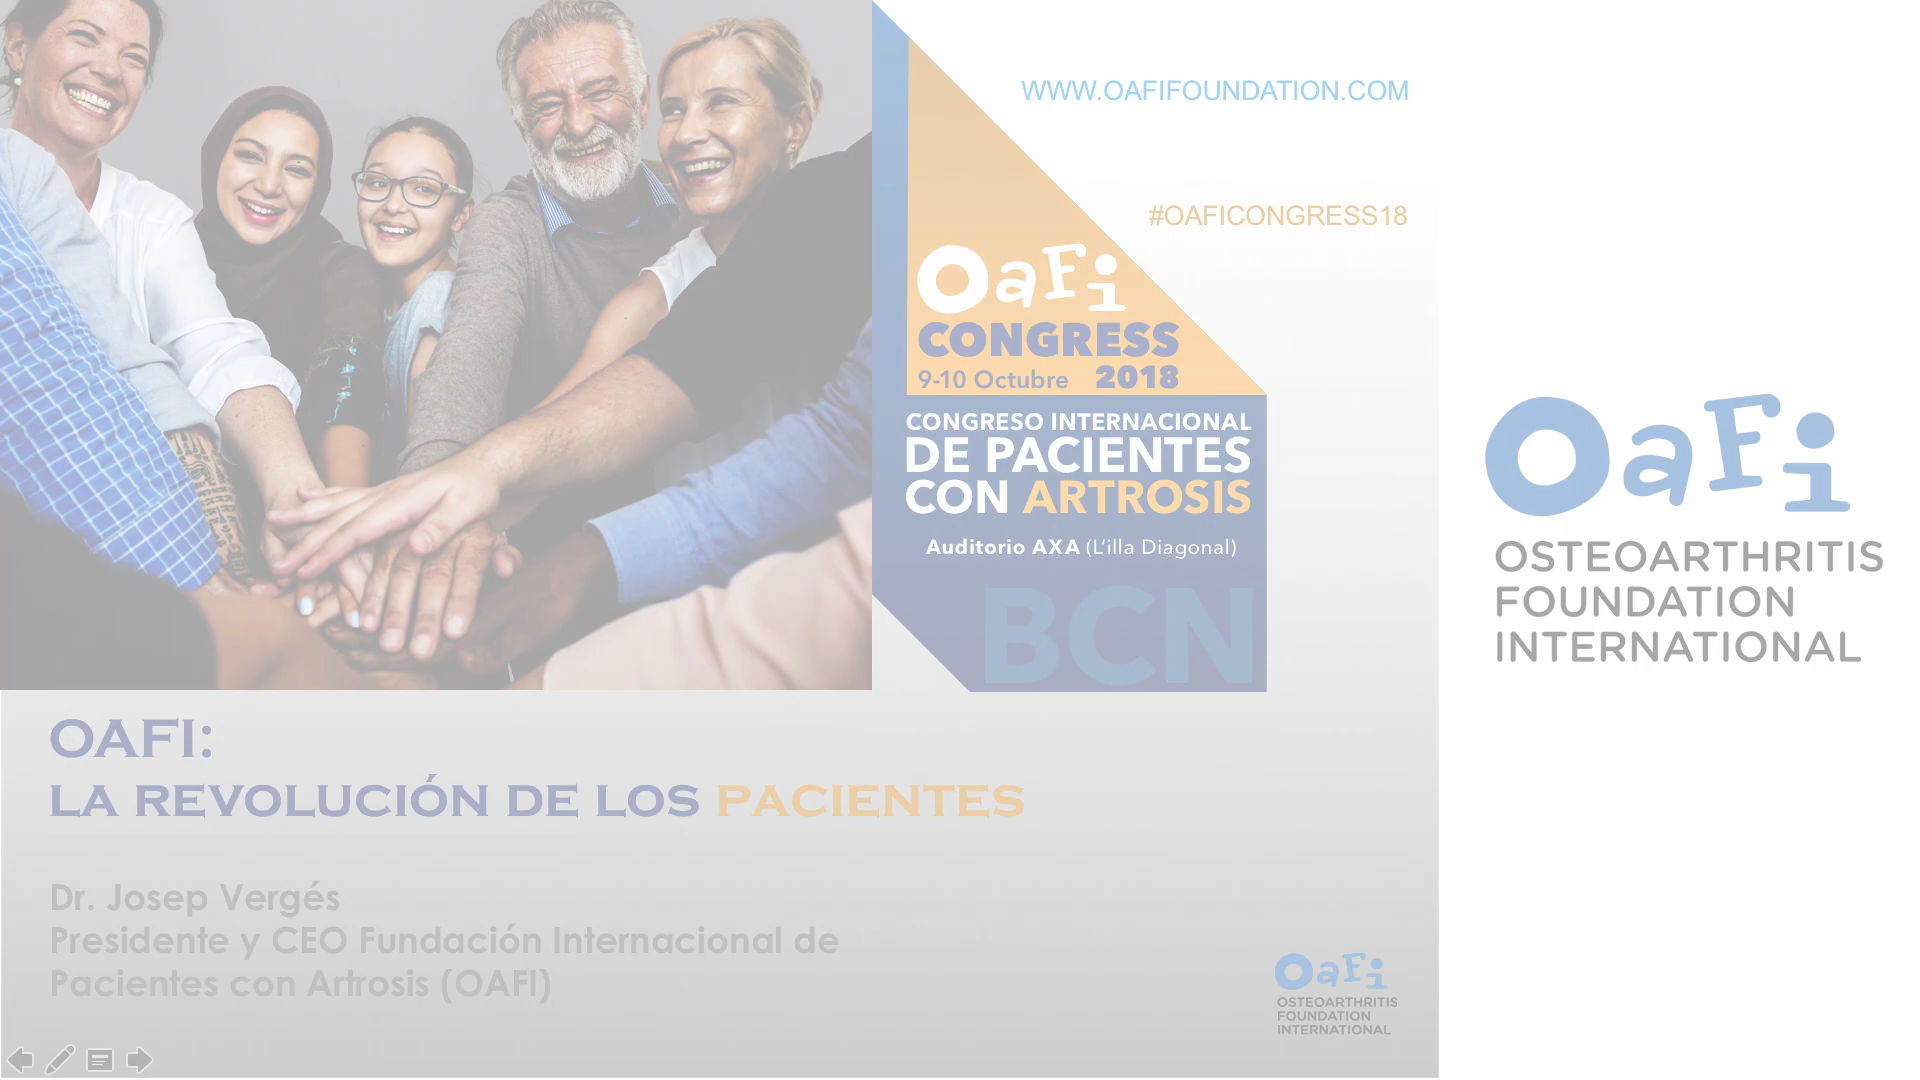 WWW.OAFIFOUNDATION.COM
#OAFICONGRESS18
OaFi
CONGRESS
9-10 Octubre 2018
CONGRESO INTERNACIONAL
DE PACIENTES
CON ARTROSIS
Auditorio AXA (L'illa Diagonal)
BCN
OaFi
OSTEOARTHRITIS
FOUNDATION
INTERNATIONAL
OAFI:
LA REVOLUCIÓN DE LOS PACIENTES
Dr. Josep Vergés
Presidente y CEO Fundación Internacional de
Pacientes con Artrosis (OAFI)
OaFi
OSTEOARTHRITIS
FOUNDATION
INTERNATIONAL